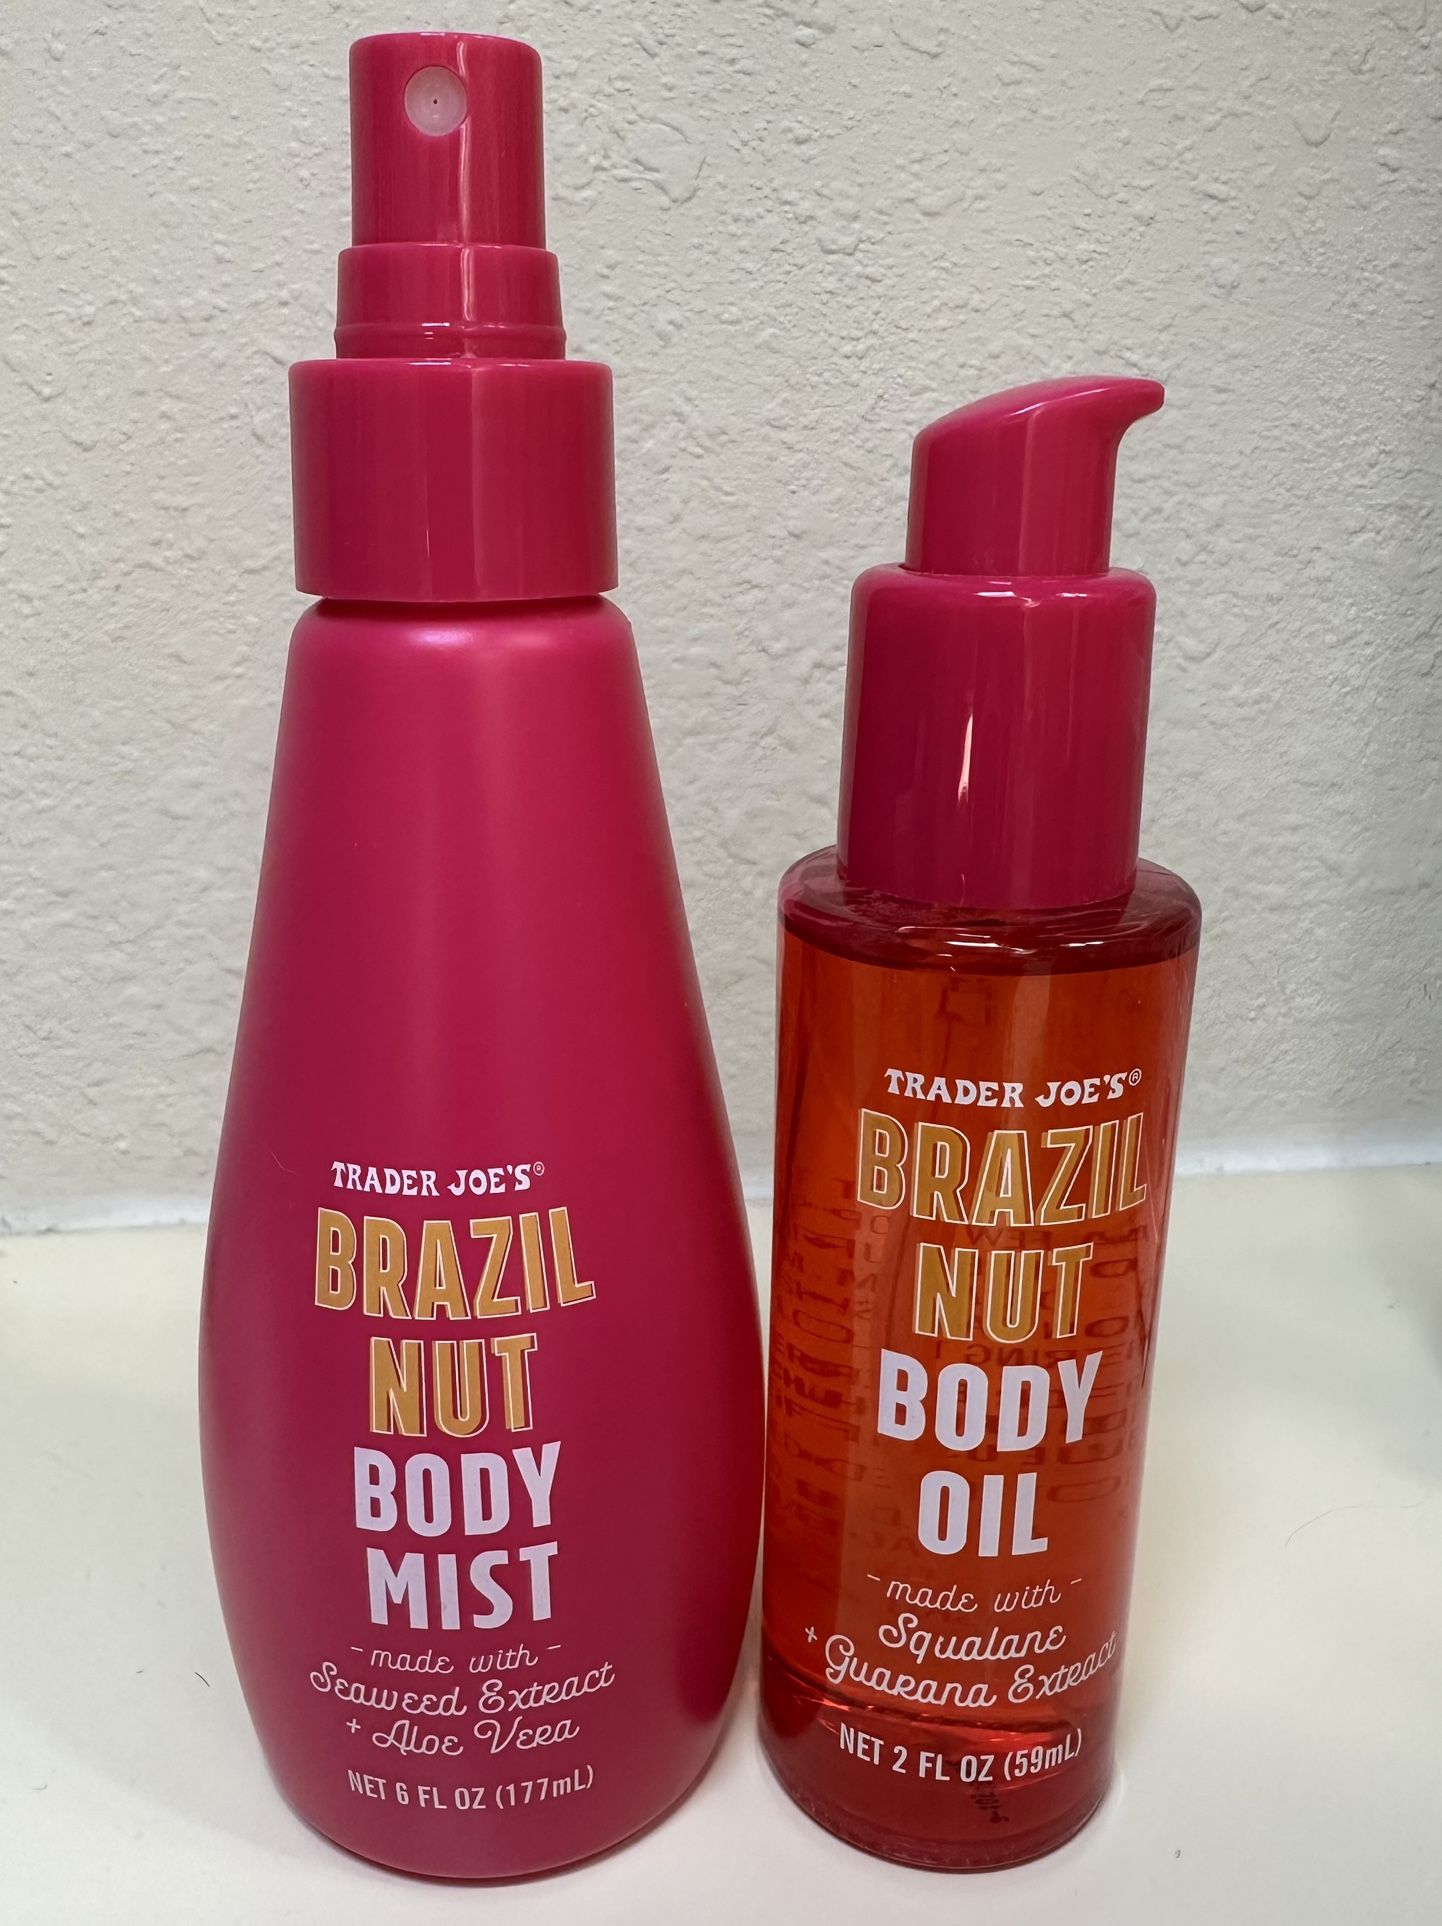 TRADER JOE'S®
BRAZIL
NUT
BODY
MIST
- made with -
Seaweed Extract
+ Aloe Vera
NET 6 FL OZ (177mL)
TRADER JOE'S®
BRAZIL
NUT
BODY
OIL
- made with -
Squalane
+ Guarana Extract
NET 2 FL OZ (59mL)